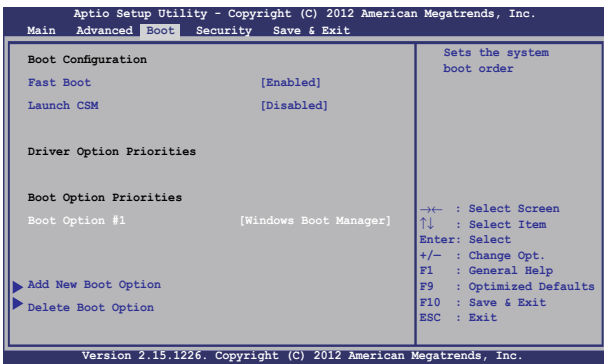 Aptio Setup Utility - Copyright (C) 2012 American Megatrends, Inc.
Main Advanced Boot Security Save & Exit
Boot Configuration
Fast Boot [Enabled]
Launch CSM [Disabled]
Driver Option Priorities
Boot Option Priorities
Boot Option #1 [Windows Boot Manager]
Add New Boot Option
Delete Boot Option
Sets the system
boot order
→← : Select Screen
↑↓ : Select Item
Enter: Select
+/— : Change Opt.
F1 : General Help
F9 : Optimized Defaults
F10 : Save & Exit
ESC : Exit
Version 2.15.1226. Copyright (C) 2012 American Megatrends, Inc.